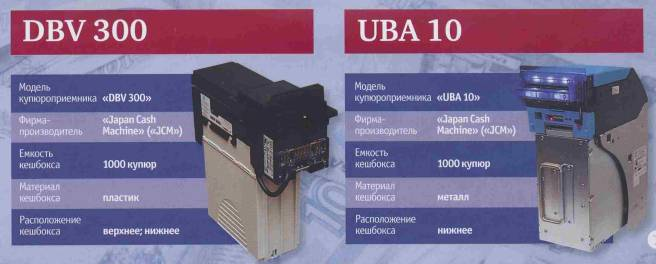 DBV 300
Модель
купюроприемника «DBV 300»
Фирма-
производитель «Japan Cash
Machine» («JCM»)
Емкость
кешбокса 1000 купюр
Материал
кешбокса пластик
Расположение
кешбокса верхнее; нижнее
UBA 10
Модель
купюроприемника «UBA 10»
Фирма-
производитель «Japan Cash
Machine» («JCM»)
Емкость
кешбокса 1000 купюр
Материал
кешбокса металл
Расположение
кешбокса нижнее